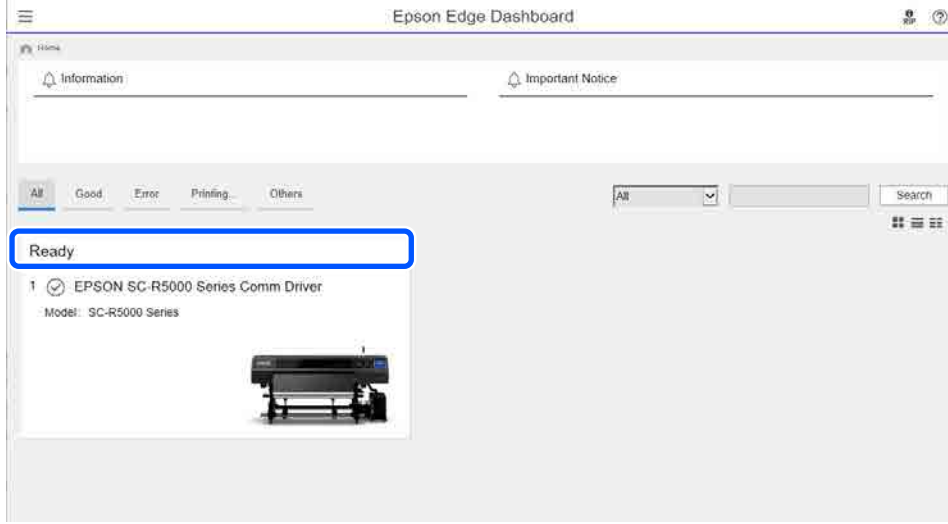 Epson Edge Dashboard
RIP
Home
Information
Important Notice
All
Good
Error
Printing...
Others
All
Search
Ready
1
EPSON SC-R5000 Series Comm Driver
Model: SC-R5000 Series